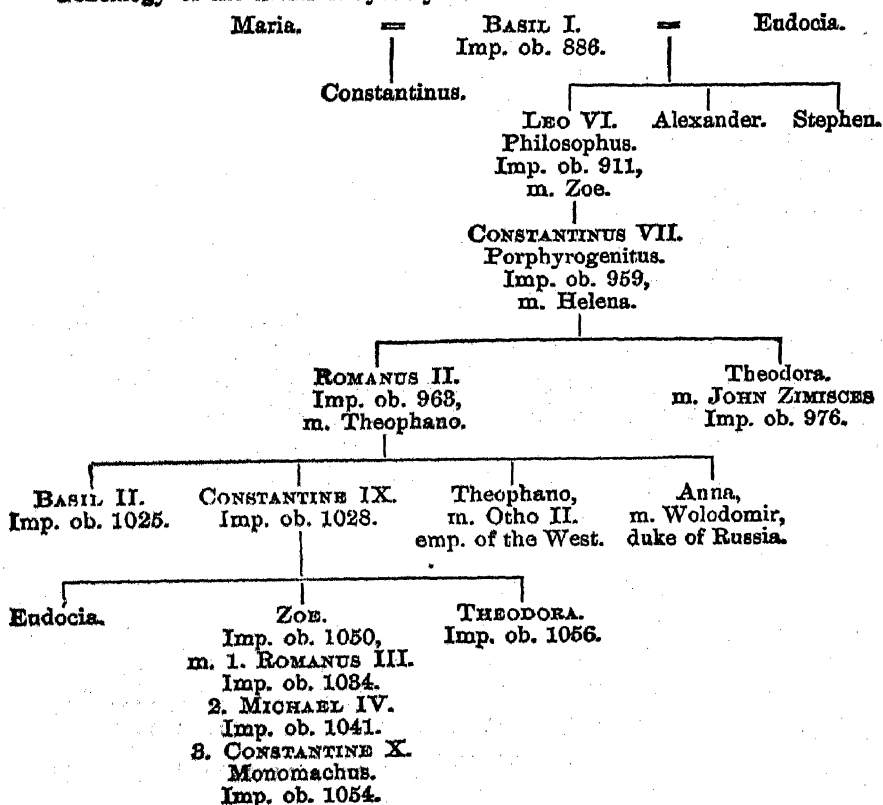 Maria. = BASIL I. = Eudocia.
Imp. ob. 886.
Constantinus.
LEO VI. Alexander. Stephen.
Philosophus.
Imp. ob. 911,
m. Zoe.
CONSTANTINUS VII.
Porphyrogenitus.
Imp. ob. 959,
m. Helena.
ROMANUS II. Theodora.
Imp. ob. 963, m. JOHN ZIMISCES
m. Theophano. Imp. ob. 976.
BASIL II. CONSTANTINE IX. Theophano, Anna,
Imp. ob. 1025. Imp. ob. 1028. m. Otho II. m. Wolodomir,
emp. of the West. duke of Russia.
Eudocia. ZOE. THEODORA.
Imp. ob. 1050, Imp. ob. 1056.
m. 1. ROMANUS III.
Imp. ob. 1034.
2. MICHAEL IV.
Imp. ob. 1041.
3. CONSTANTINE X.
Monomachus.
Imp. ob. 1054.